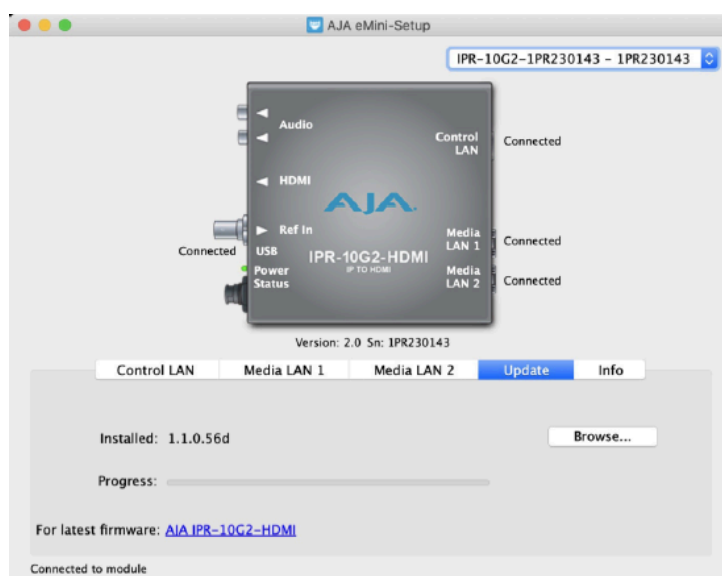 AJA eMini-Setup
IPR-10G2-1PR230143 - 1PR230143
Audio
Control
LAN
Connected
HDMI
AJA
Ref In
Media
LAN 1
Connected
Connected
USB
IPR-10G2-HDMI
IP TO HDMI
Power
Status
Media
LAN 2
Connected
Version: 2.0 Sn: 1PR230143
Control LAN Media LAN 1 Media LAN 2 Update Info
Installed: 1.1.0.56d
Browse...
Progress:
For latest firmware: AJA IPR-10G2-HDMI
Connected to module